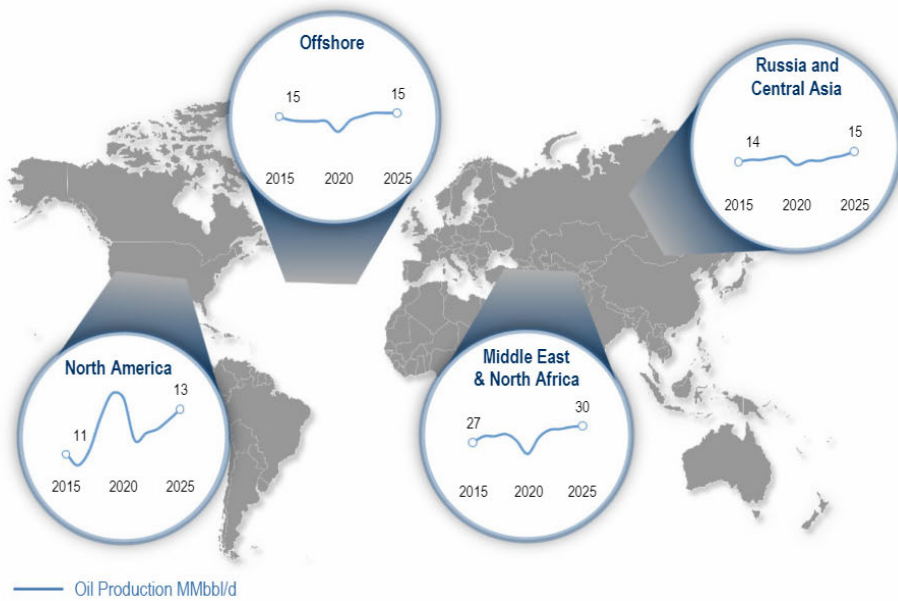 Offshore
15 15
2015 2020 2025
Russia and
Central Asia
14 15
2015 2020 2025
North America
11 13
2015 2020 2025
Middle East
& North Africa
27 30
2015 2020 2025
Oil Production MMbbl/d